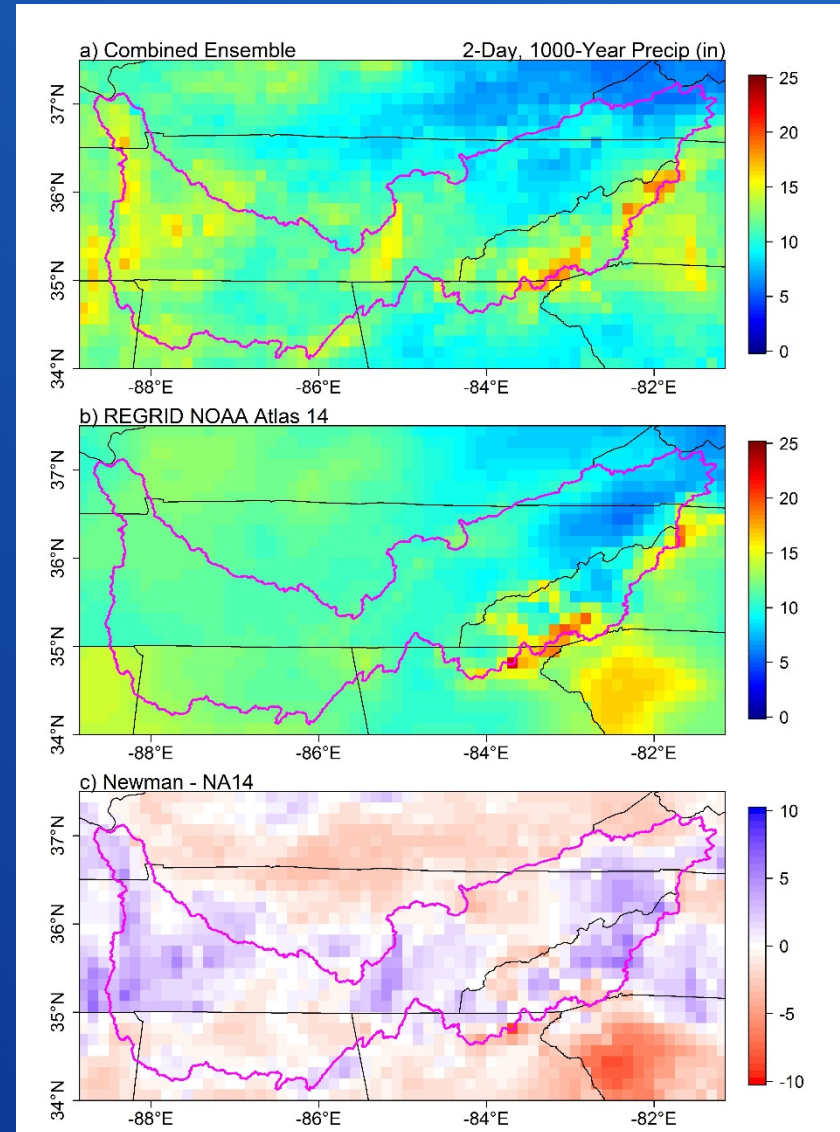 a) Combined Ensemble 2-Day, 1000-Year Precip (in)
37°N
36°N
35°N
34°N
-88°E -86°E -84°E -82°E
25
20
15
10
5
0
b) REGRID NOAA Atlas 14
37°N
36°N
35°N
34°N
-88°E -86°E -84°E -82°E
25
20
15
10
5
0
c) Newman - NA14
37°N
36°N
35°N
34°N
-88°E -86°E -84°E -82°E
10
5
0
-5
-10